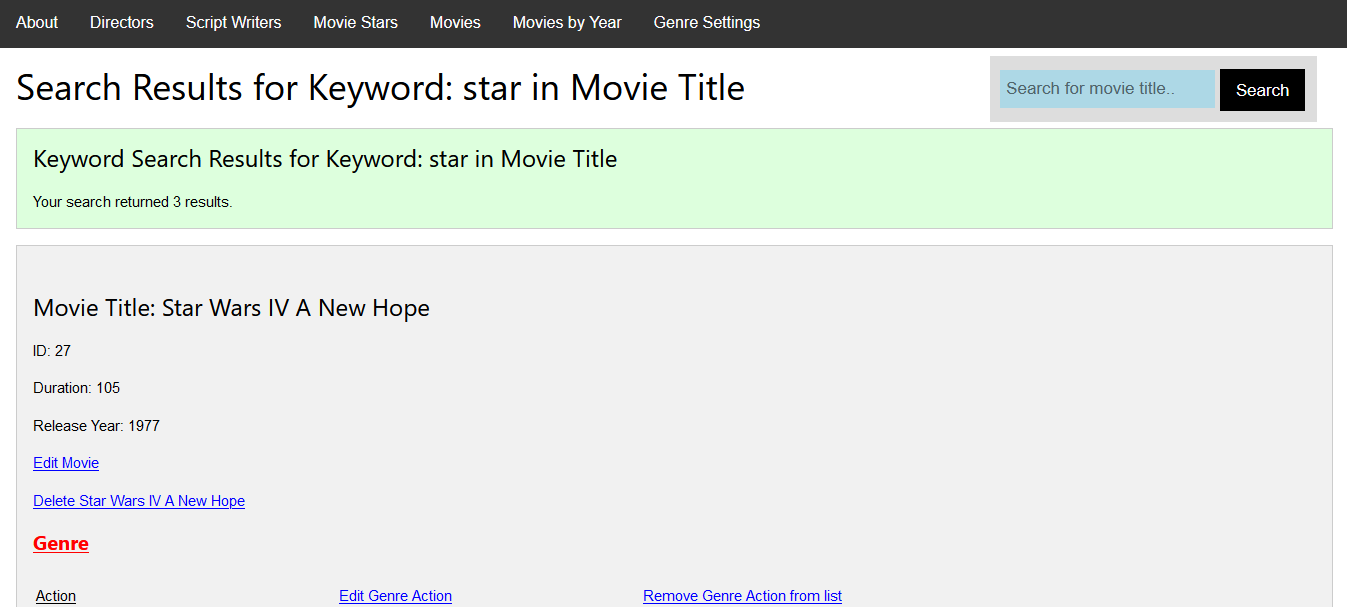 About Directors Script Writers Movie Stars Movies Movies by Year Genre Settings
Search Results for Keyword: star in Movie Title
Search for movie title.. Search
Keyword Search Results for Keyword: star in Movie Title
Your search returned 3 results.
Movie Title: Star Wars IV A New Hope
ID: 27
Duration: 105
Release Year: 1977
Edit Movie
Delete Star Wars IV A New Hope
Genre
Action Edit Genre Action Remove Genre Action from list